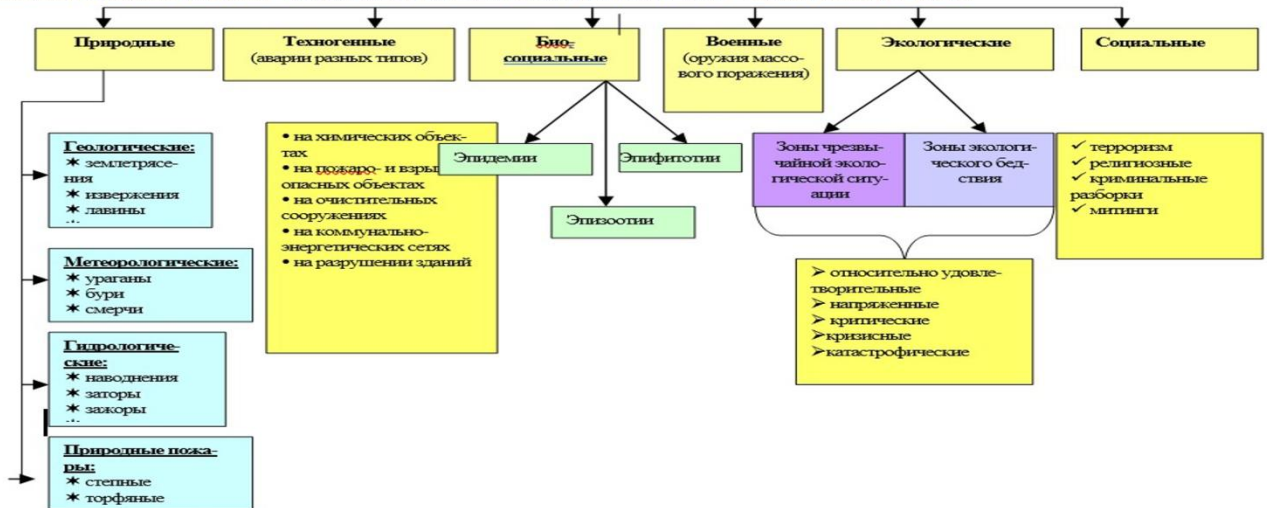 Природные
Техногенные
(аварии разных типов)
Био-
социальные
Военные
(оружия массо-
вого поражения)
Экологические
Социальные
Геологические:
✶ землетрясе-
ния
✶ извержения
✶ лавины
Метеорологические:
✶ ураганы
✶ бури
✶ смерчи
Гидрологиче-
ские:
✶ наводнения
✶ заторы
✶ зажоры
Природные пожа-
ры:
✶ степные
✶ торфяные
• на химических объек-
тах
• на пожаро- и взры
опасных объектах
• на очистительных
сооружениях
• на коммунально-
энергетических сетях
• на разрушении зданий
Эпидемии
Эпифитотии
Эпизоотии
Зоны чрезвы-
чайной эколо-
гической ситу-
ации
Зоны экологи-
ческого бед-
ствия
➢ относительно удовле-
творительные
➢ напряженные
➢ критические
➢кризисные
➢катастрофические
✓ терроризм
✓ религиозные
✓ криминальные
разборки
✓ митинги